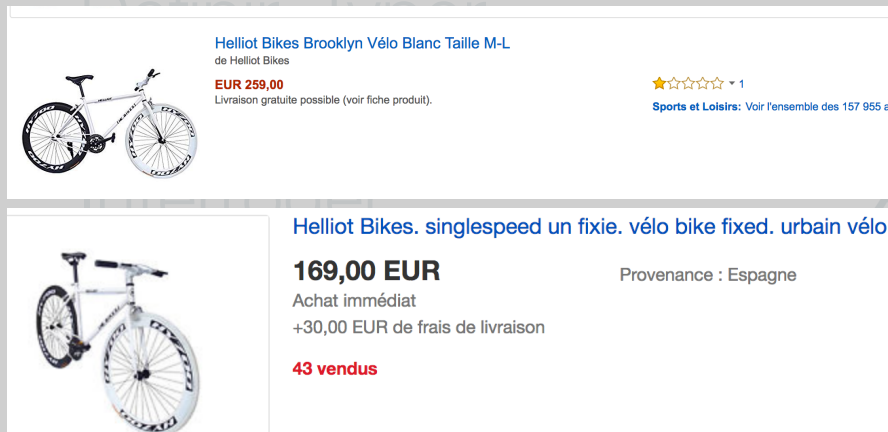 Helliot Bikes Brooklyn Vélo Blanc Taille M-L
de Helliot Bikes
EUR 259,00
Livraison gratuite possible (voir fiche produit).
1
Sports et Loisirs: Voir l'ensemble des 157 955 a
Helliot Bikes. singlespeed un fixie. vélo bike fixed. urbain vélo
169,00 EUR
Provenance : Espagne
Achat immédiat
+30,00 EUR de frais de livraison
43 vendus